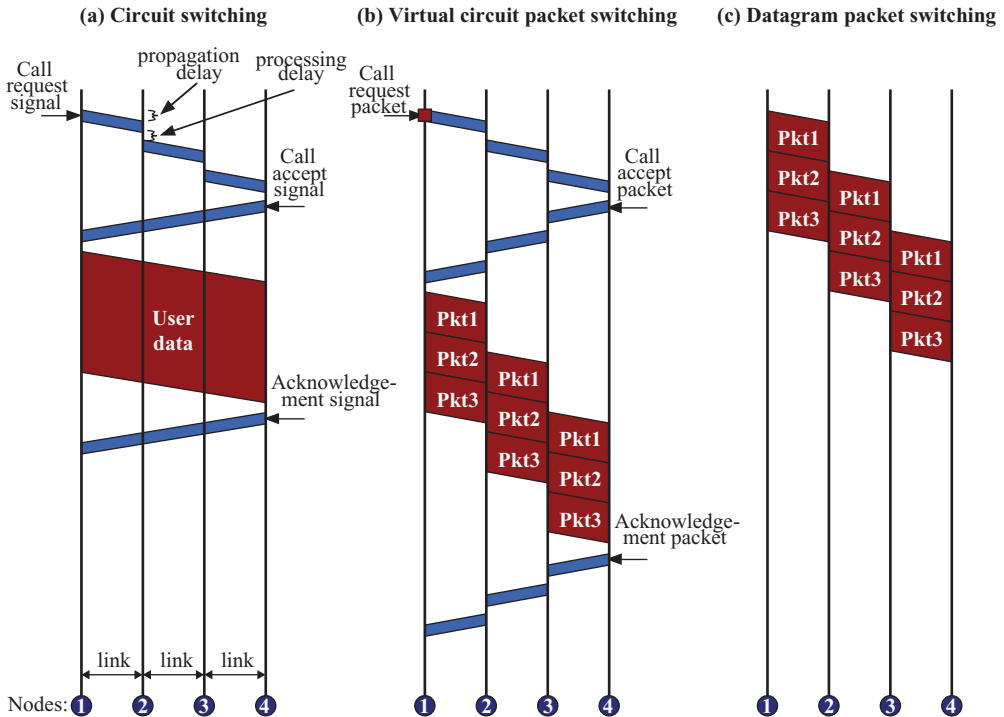 (a) Circuit switching
(b) Virtual circuit packet switching
(c) Datagram packet switching
Call
request
signal
propagation
delay
processing
delay
Call
accept
signal
User
data
Acknowledge-
ment signal
link
link
link
Call
request
packet
Call
accept
packet
Pkt1
Pkt2
Pkt3
Pkt1
Pkt2
Pkt3
Pkt1
Pkt2
Pkt3
Acknowledge-
ment packet
Pkt1
Pkt2
Pkt3
Pkt1
Pkt2
Pkt3
Pkt1
Pkt2
Pkt3
Nodes: 1 2 3 4
1 2 3 4
1 2 3 4